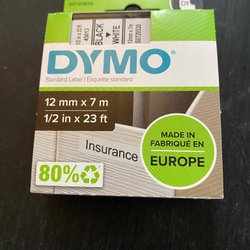 D1
BLACK
WHITE
DYMO
Standard Label | Étiquette standard
12 mm x 7 m
1/2 in x 23 ft
MADE IN
FABRIQUÉ EN
EUROPE
Insurance
80%